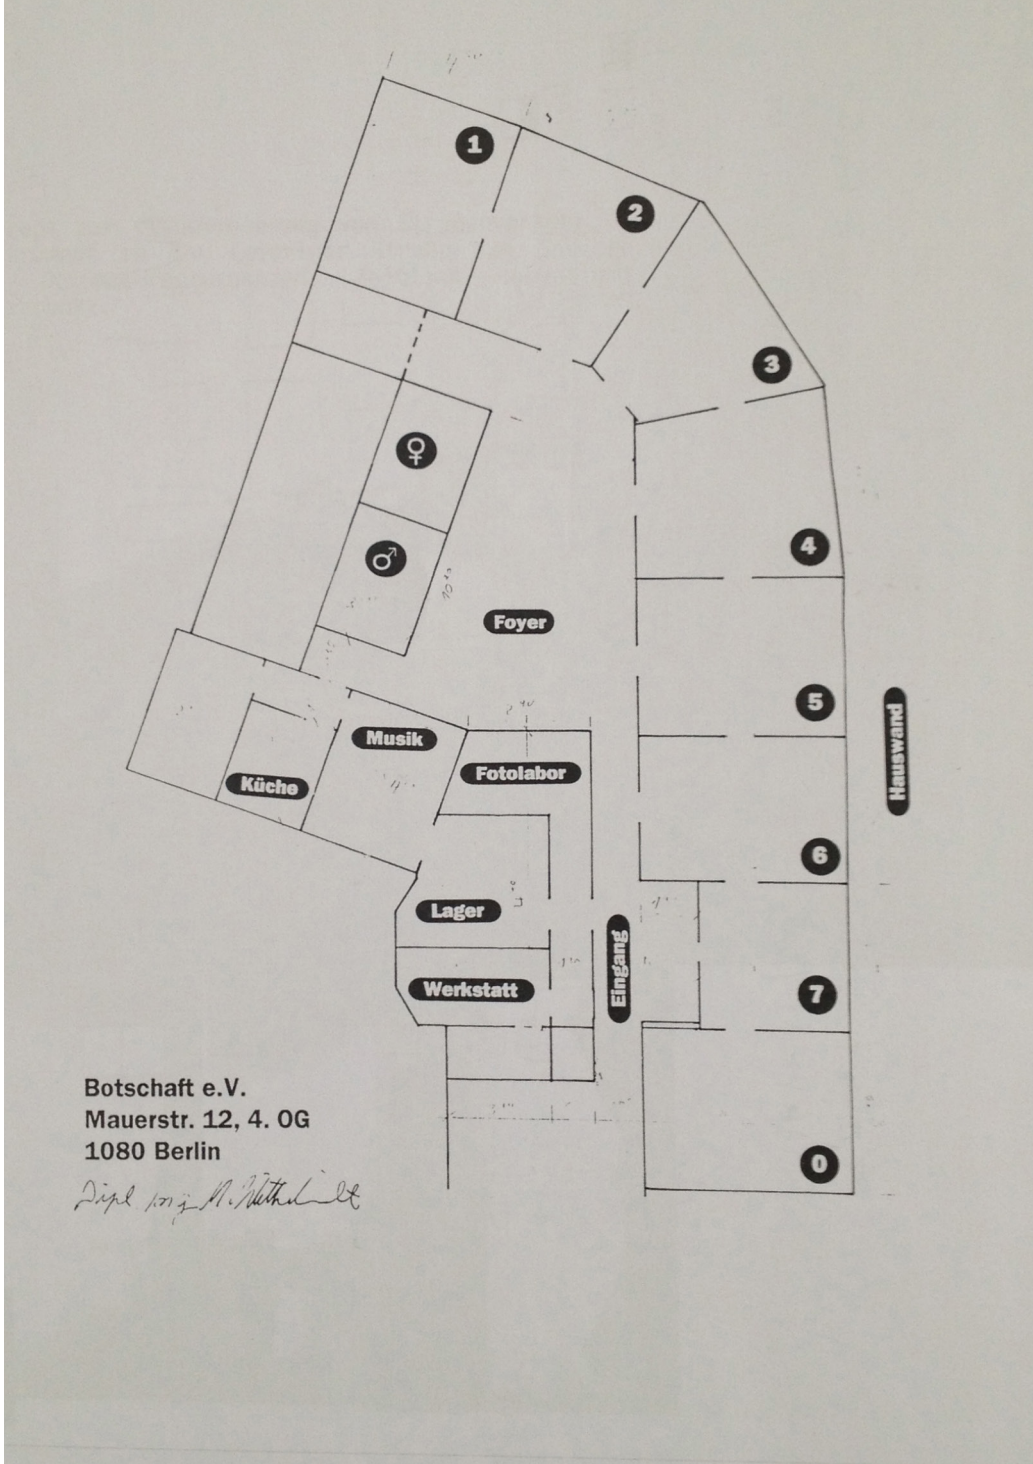 1
2
3
♀
4
♂
Foyer
5
Musik
Hauswand
Fotolabor
Küche
6
Lager
Eingang
Werkstatt
7
Botschaft e.V.
Mauerstr. 12, 4. OG
1080 Berlin
0
Dipl